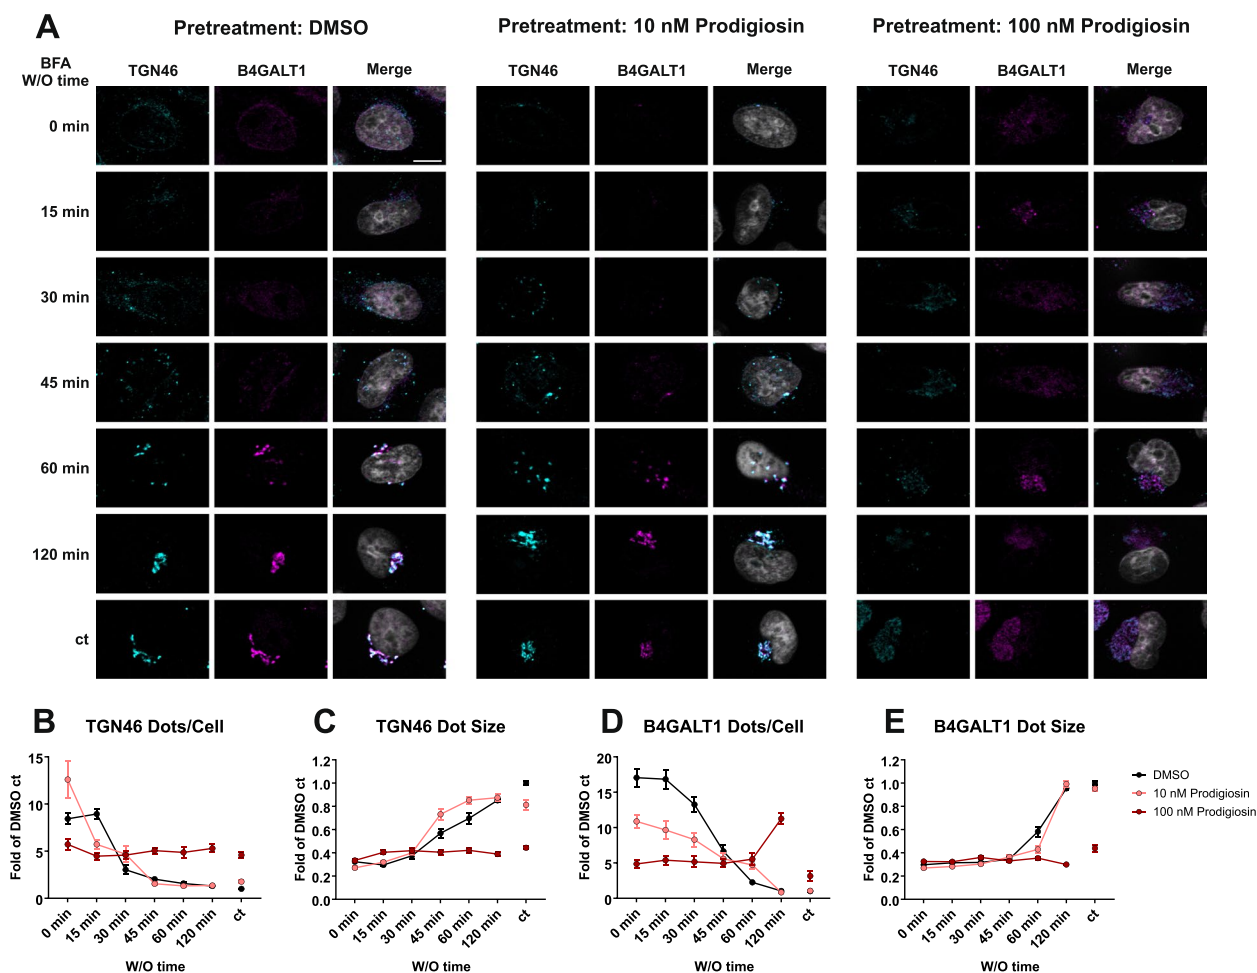 A
Pretreatment: DMSO
Pretreatment: 10 nM Prodigiosin
Pretreatment: 100 nM Prodigiosin
BFA
W/O time
TGN46 B4GALT1 Merge
TGN46 B4GALT1 Merge
TGN46 B4GALT1 Merge
0 min
15 min
30 min
45 min
60 min
120 min
ct
B
TGN46 Dots/Cell
Fold of DMSO ct
15
10
5
0
0 min 15 min 30 min 45 min 60 min 120 min ct
W/O time
C
TGN46 Dot Size
Fold of DMSO ct
1.2
1.0
0.8
0.6
0.4
0.2
0.0
0 min 15 min 30 min 45 min 60 min 120 min ct
W/O time
D
B4GALT1 Dots/Cell
Fold of DMSO ct
20
15
10
5
0
0 min 15 min 30 min 45 min 60 min 120 min ct
W/O time
E
B4GALT1 Dot Size
Fold of DMSO ct
1.2
1.0
0.8
0.6
0.4
0.2
0.0
0 min 15 min 30 min 45 min 60 min 120 min ct
W/O time
DMSO
10 nM Prodigiosin
100 nM Prodigiosin